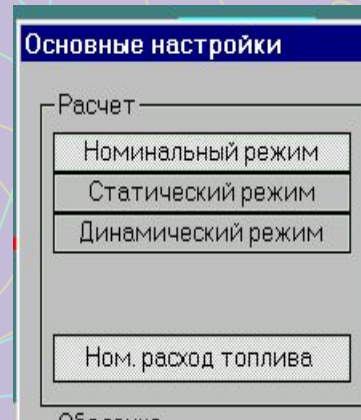 Основные настройки
Расчет
Номинальный режим
Статический режим
Динамический режим
Ном. расход топлива